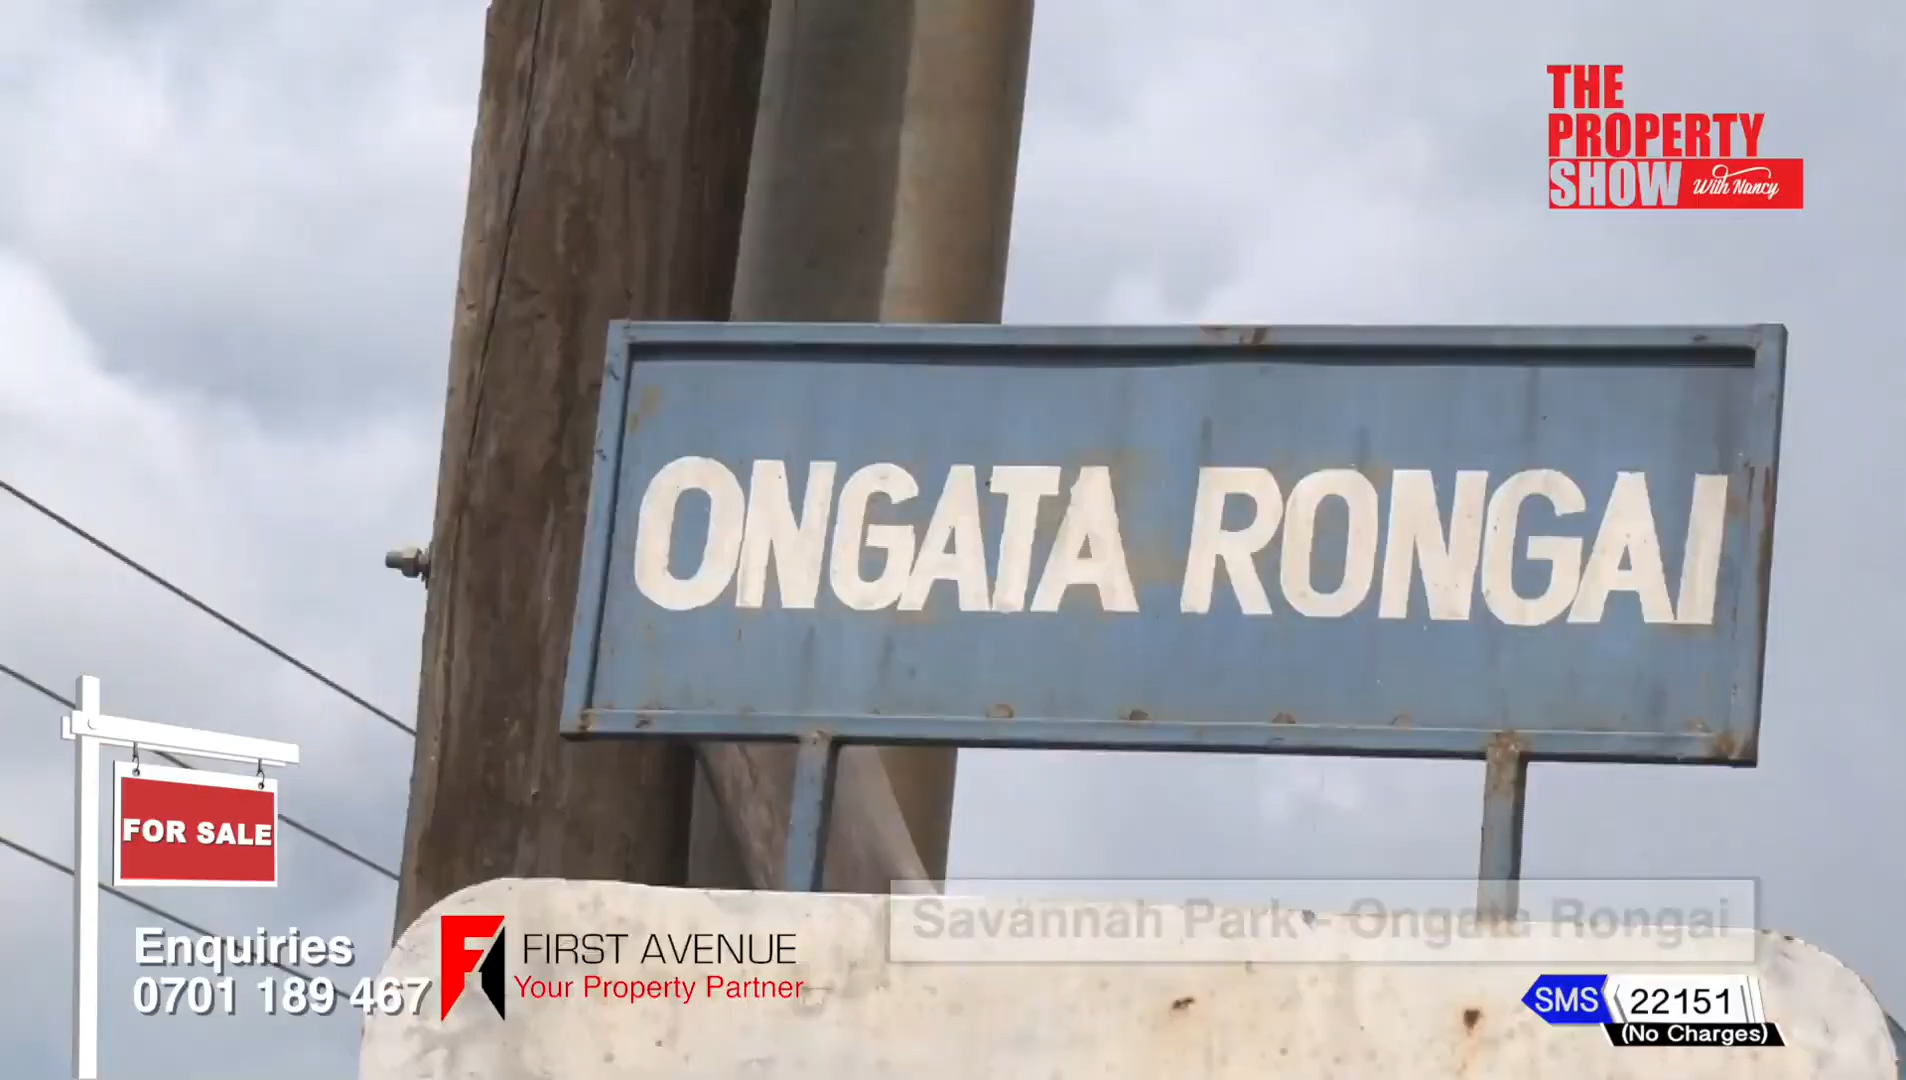 THE
PROPERTY
SHOW With Nancy
ONGATA RONGAI
FOR SALE
Enquiries
0701 189 467
FIRST AVENUE
Your Property Partner
Savannah Park - Ongata Rongai
SMS 22151
(No Charges)